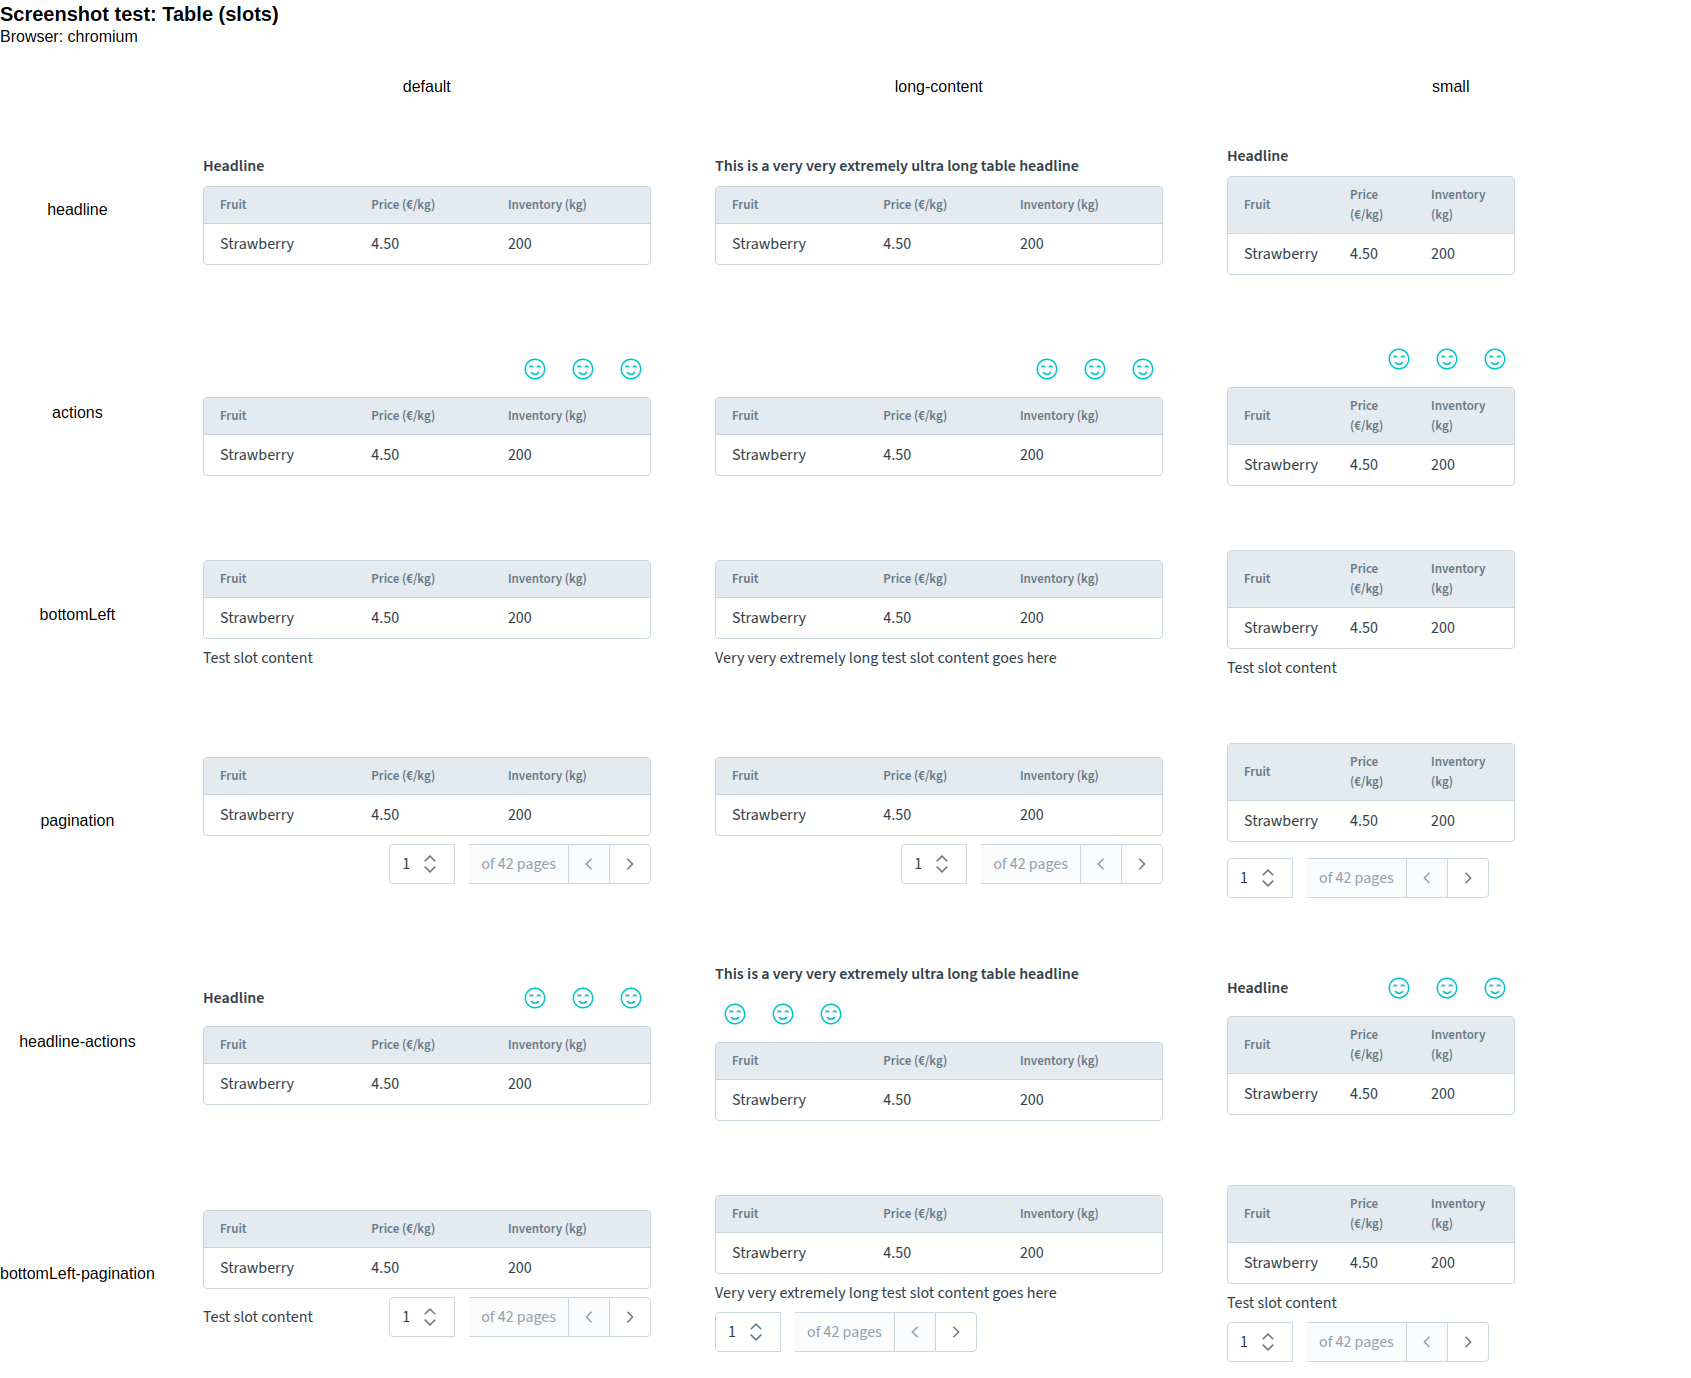 Screenshot test: Table (slots)
Browser: chromium
default long-content small
headline
Headline
Fruit Price (€/kg) Inventory (kg)
Strawberry 4.50 200
This is a very very extremely ultra long table headline
Fruit Price (€/kg) Inventory (kg)
Strawberry 4.50 200
Headline
Fruit Price (€/kg) Inventory (kg)
Strawberry 4.50 200
actions
Fruit Price (€/kg) Inventory (kg)
Strawberry 4.50 200
Fruit Price (€/kg) Inventory (kg)
Strawberry 4.50 200
Fruit Price (€/kg) Inventory (kg)
Strawberry 4.50 200
bottomLeft
Fruit Price (€/kg) Inventory (kg)
Strawberry 4.50 200
Test slot content
Fruit Price (€/kg) Inventory (kg)
Strawberry 4.50 200
Very very extremely long test slot content goes here
Fruit Price (€/kg) Inventory (kg)
Strawberry 4.50 200
Test slot content
pagination
Fruit Price (€/kg) Inventory (kg)
Strawberry 4.50 200
1 of 42 pages
Fruit Price (€/kg) Inventory (kg)
Strawberry 4.50 200
1 of 42 pages
Fruit Price (€/kg) Inventory (kg)
Strawberry 4.50 200
1 of 42 pages
headline-actions
Headline
Fruit Price (€/kg) Inventory (kg)
Strawberry 4.50 200
This is a very very extremely ultra long table headline
Fruit Price (€/kg) Inventory (kg)
Strawberry 4.50 200
Headline
Fruit Price (€/kg) Inventory (kg)
Strawberry 4.50 200
bottomLeft-pagination
Fruit Price (€/kg) Inventory (kg)
Strawberry 4.50 200
Test slot content 1 of 42 pages
Fruit Price (€/kg) Inventory (kg)
Strawberry 4.50 200
Very very extremely long test slot content goes here
1 of 42 pages
Fruit Price (€/kg) Inventory (kg)
Strawberry 4.50 200
Test slot content
1 of 42 pages